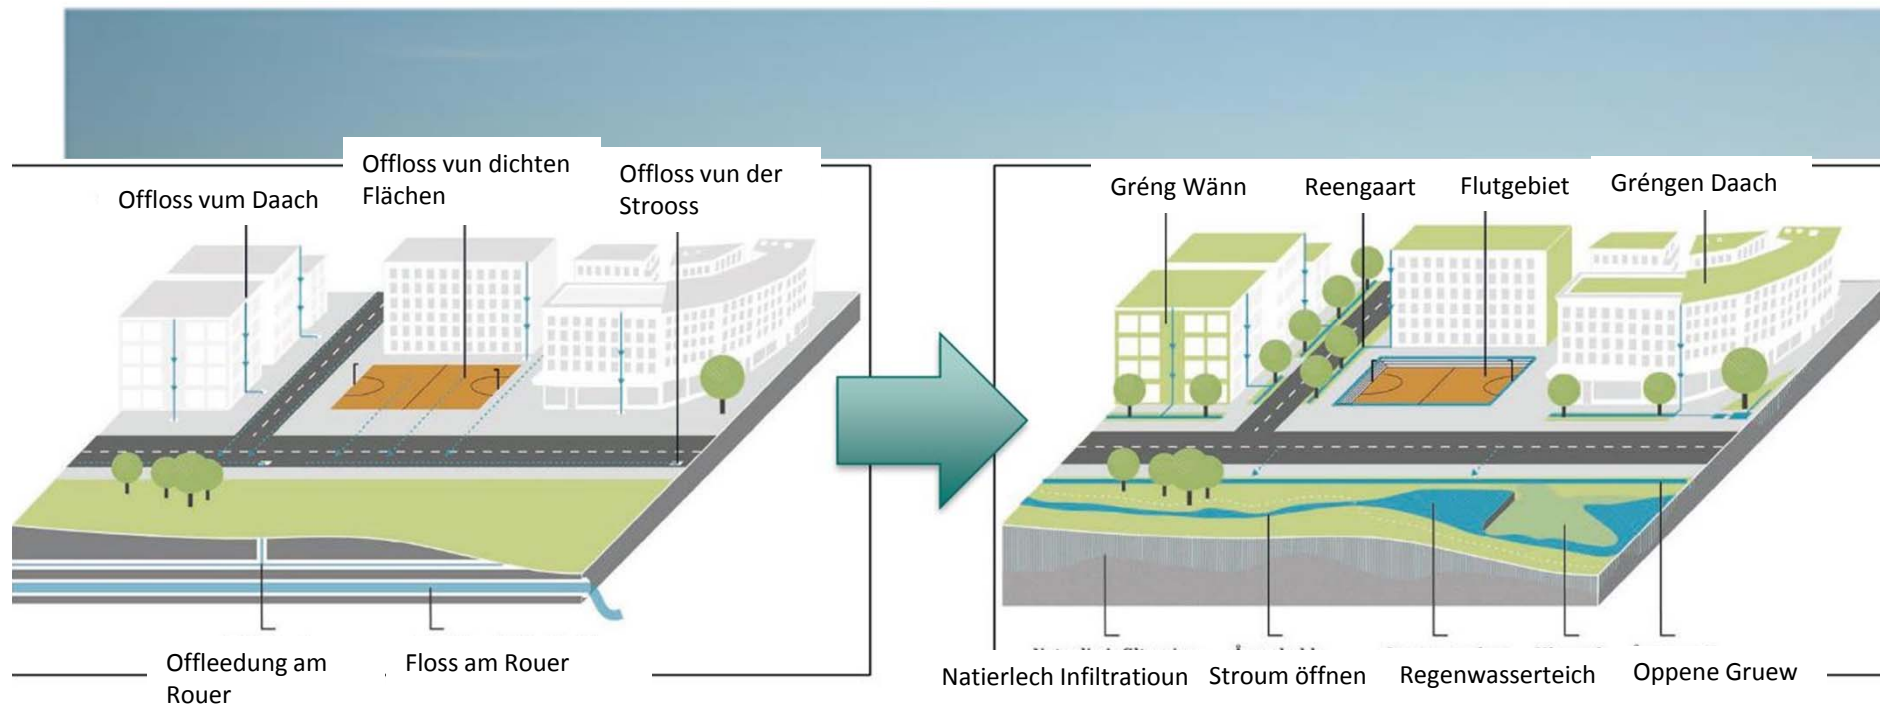 Offloss vum Daach
Offloss vun dichten
Flächen
Offloss vun der
Strooss
Offleedung am
Rouer
Floss am Rouer
Gréng Wänn
Reengaart
Flutgebiet
Gréngen Daach
Natierlech Infiltratioun
Stroum öffnen
Regenwasserteich
Oppene Gruew